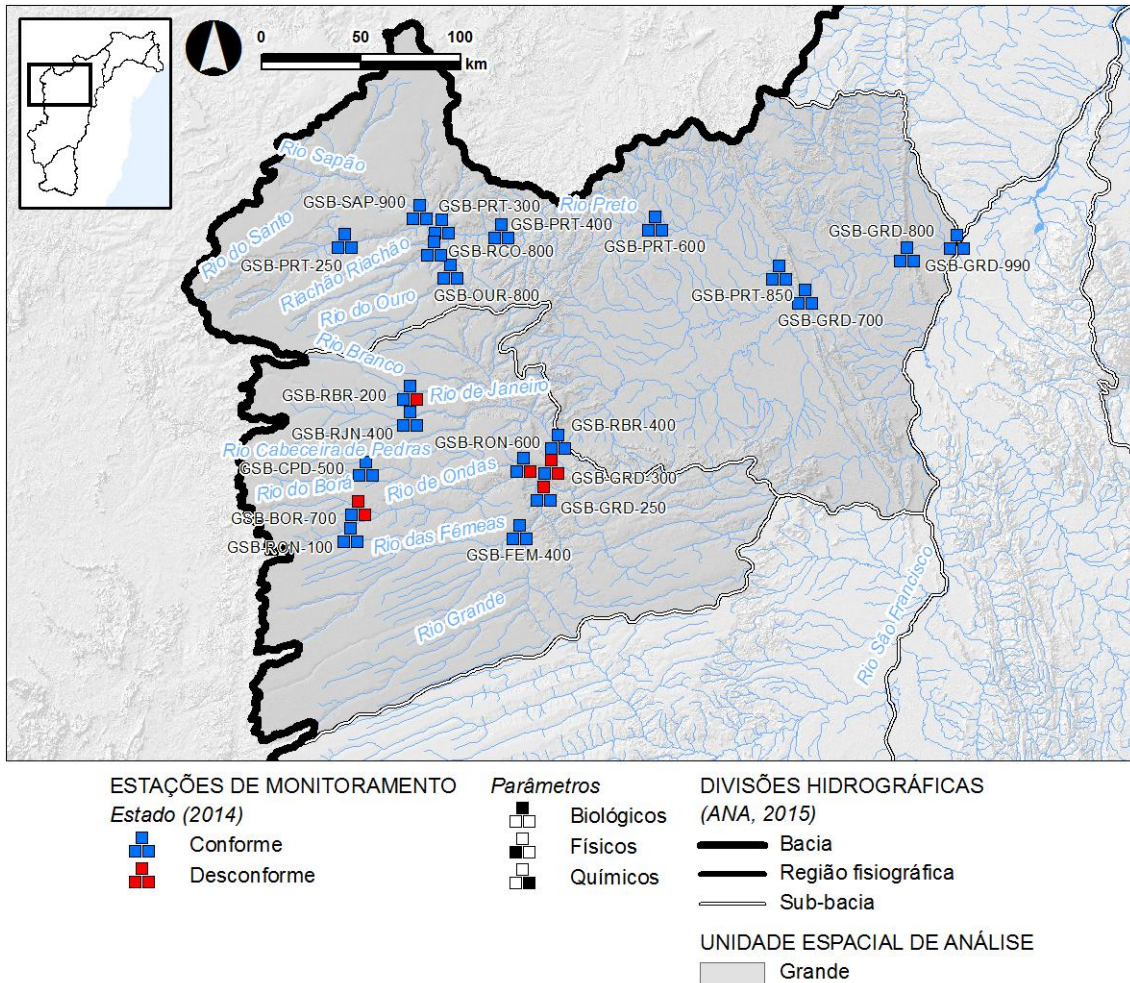 0 50 100
km
Rio Sapão
GSB-SAP-900
GSB-PRT-300
GSB-PRT-400
Rio Preto
GSB-PRT-600
GSB-GRD-800
GSB-GRD-990
Rio do Santo
GSB-PRT-250
Riachão Riachão
GSB-RCO-800
GSB-OUR-800
Rio do Ouro
GSB-PRT-850
GSB-GRD-700
Rio Branco
GSB-RBR-200
Rio de Janeiro
GSB-RJN-400
GSB-RON-600
GSB-RBR-400
Rio Cabeceira de Pedras
GSB-CPD-500
Rio de Ondas
GSB-GRD-300
Rio do Borá
GSB-GRD-250
GSB-BOR-700
GSB-RON-100
Rio das Fêmeas
GSB-FEM-400
Rio Grande
Rio São Francisco
ESTAÇÕES DE MONITORAMENTO
Estado (2014)
Conforme
Desconforme
Parâmetros
Biológicos
Físicos
Químicos
DIVISÕES HIDROGRÁFICAS
(ANA, 2015)
Bacia
Região fisiográfica
Sub-bacia
UNIDADE ESPACIAL DE ANÁLISE
Grande